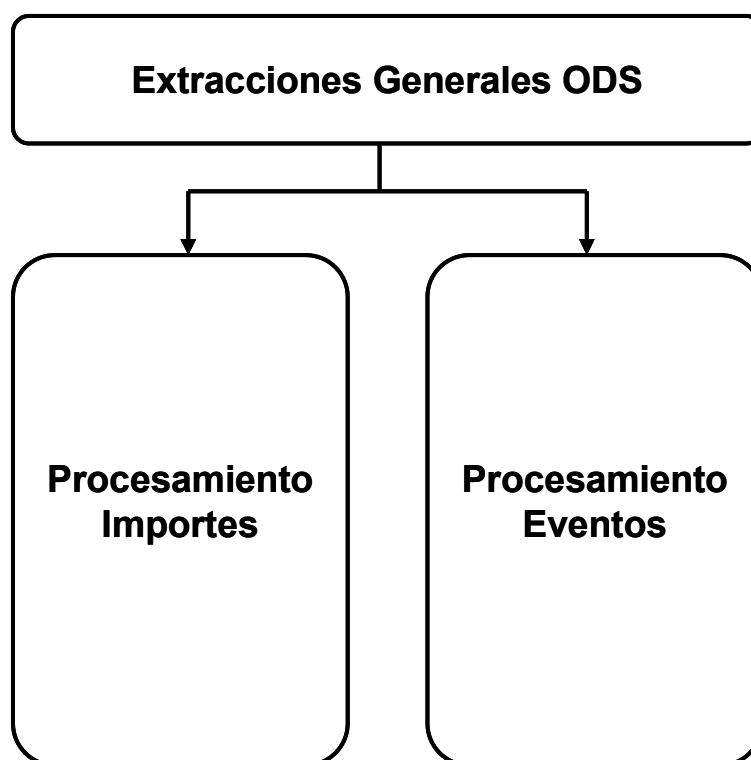 Extracciones Generales ODS
Procesamiento
Importes
Procesamiento
Eventos